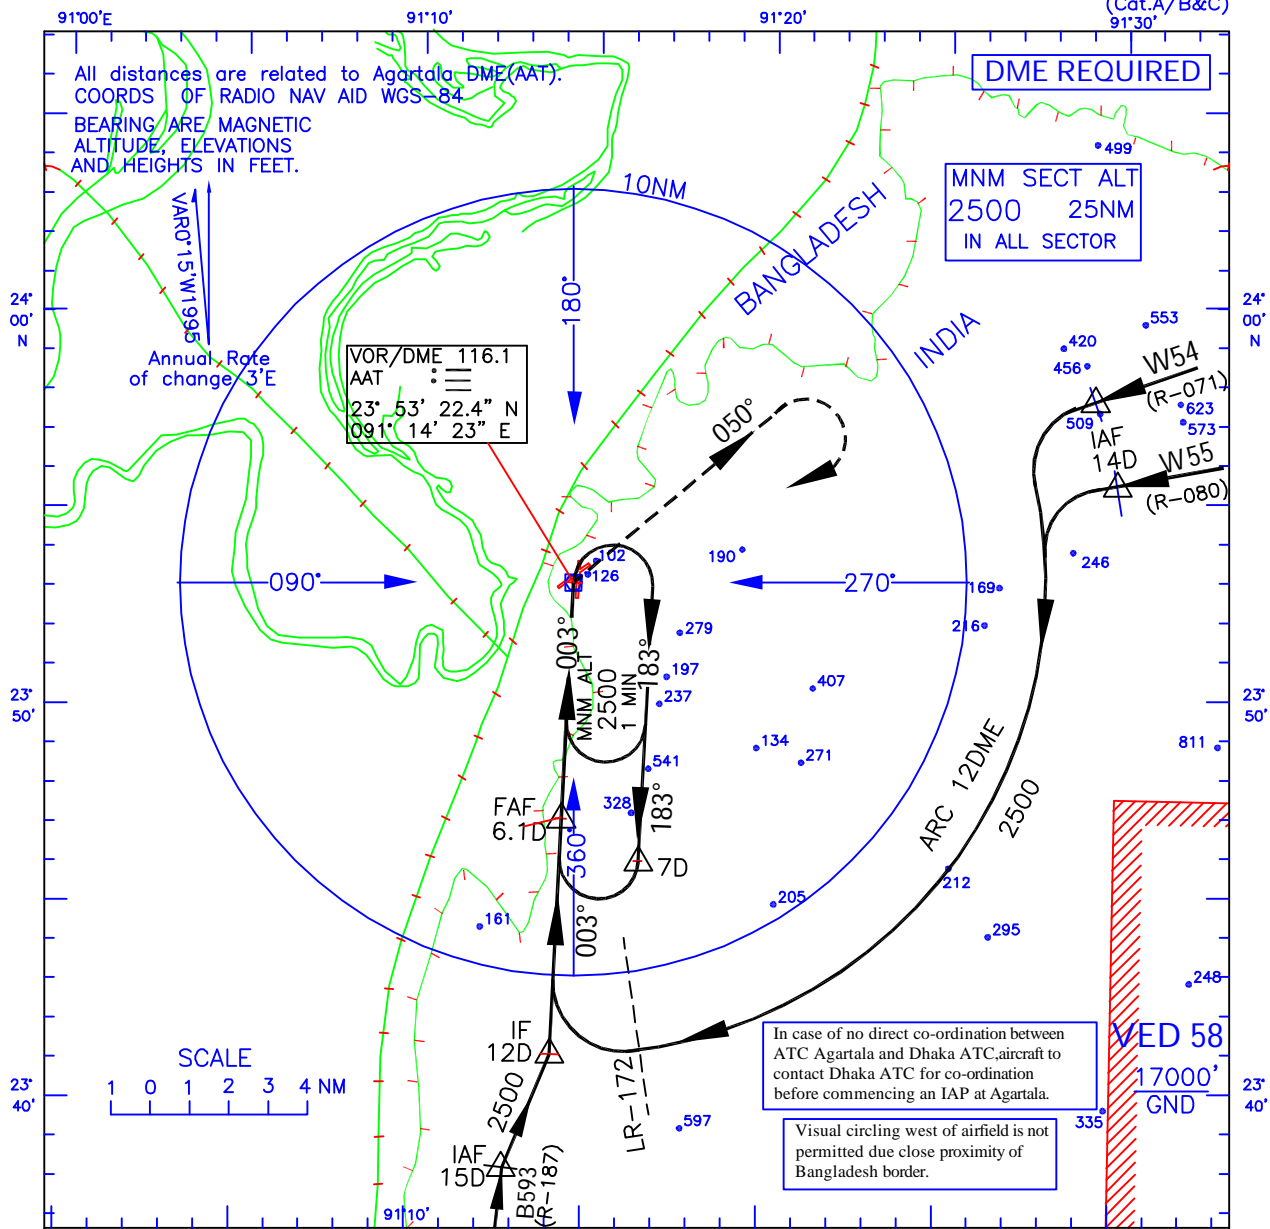 (Cat.A/B&C)
91°00'E
91°10'
91°20'
91°30'
All distances are related to Agartala DME(AAT).
COORDS OF RADIO NAV AID WGS-84
BEARING ARE MAGNETIC
ALTITUDE, ELEVATIONS
AND HEIGHTS IN FEET.
DME REQUIRED
499
MNM SECT ALT
2500 25NM
IN ALL SECTOR
10NM
BANGLADESH
INDIA
VAR0°15'W1995
Annual Rate
of change 3'E
180°
24°
00'
N
24°
00'
N
VOR/DME 116.1
AAT
23° 53' 22.4" N
091° 14' 23" E
553
420
456
W54
(R-071)
509
623
573
IAF
14D
W55
(R-080)
050°
102
126
190
246
090°
270°
169
216
279
197
237
407
003°
183°
MNM ALT
2500
1 MIN
23°
50'
23°
50'
134
271
811
541
328
FAF
6.1D
183°
360°
7D
ARC 12DME
2500
212
205
161
295
003°
248
IF
12D
In case of no direct co-ordination between
ATC Agartala and Dhaka ATC,aircraft to
contact Dhaka ATC for co-ordination
before commencing an IAP at Agartala.
VED 58
17000'
GND
SCALE
1 0 1 2 3 4 NM
23°
40'
23°
40'
2500
LR-172
597
335
Visual circling west of airfield is not
permitted due close proximity of
Bangladesh border.
IAF
15D
B593
(R-187)
91°10'